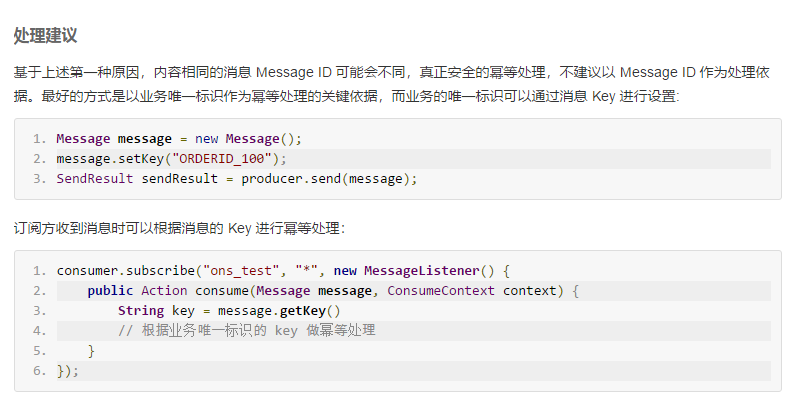 处理建议
基于上述第一种原因，内容相同的消息 Message ID 可能会不同，真正安全的幂等处理，不建议以 Message ID 作为处理依
据。最好的方式是以业务唯一标识作为幂等处理的关键依据，而业务的唯一标识可以通过消息 Key 进行设置:
1. Message message = new Message();
2. message.setKey("ORDERID_100");
3. SendResult sendResult = producer.send(message);
订阅方收到消息时可以根据消息的 Key 进行幂等处理：
1. consumer.subscribe("ons_test", "*", new MessageListener() {
2.     public Action consume(Message message, ConsumeContext context) {
3.         String key = message.getKey()
4.         // 根据业务唯一标识的 key 做幂等处理
5.     }
6. });